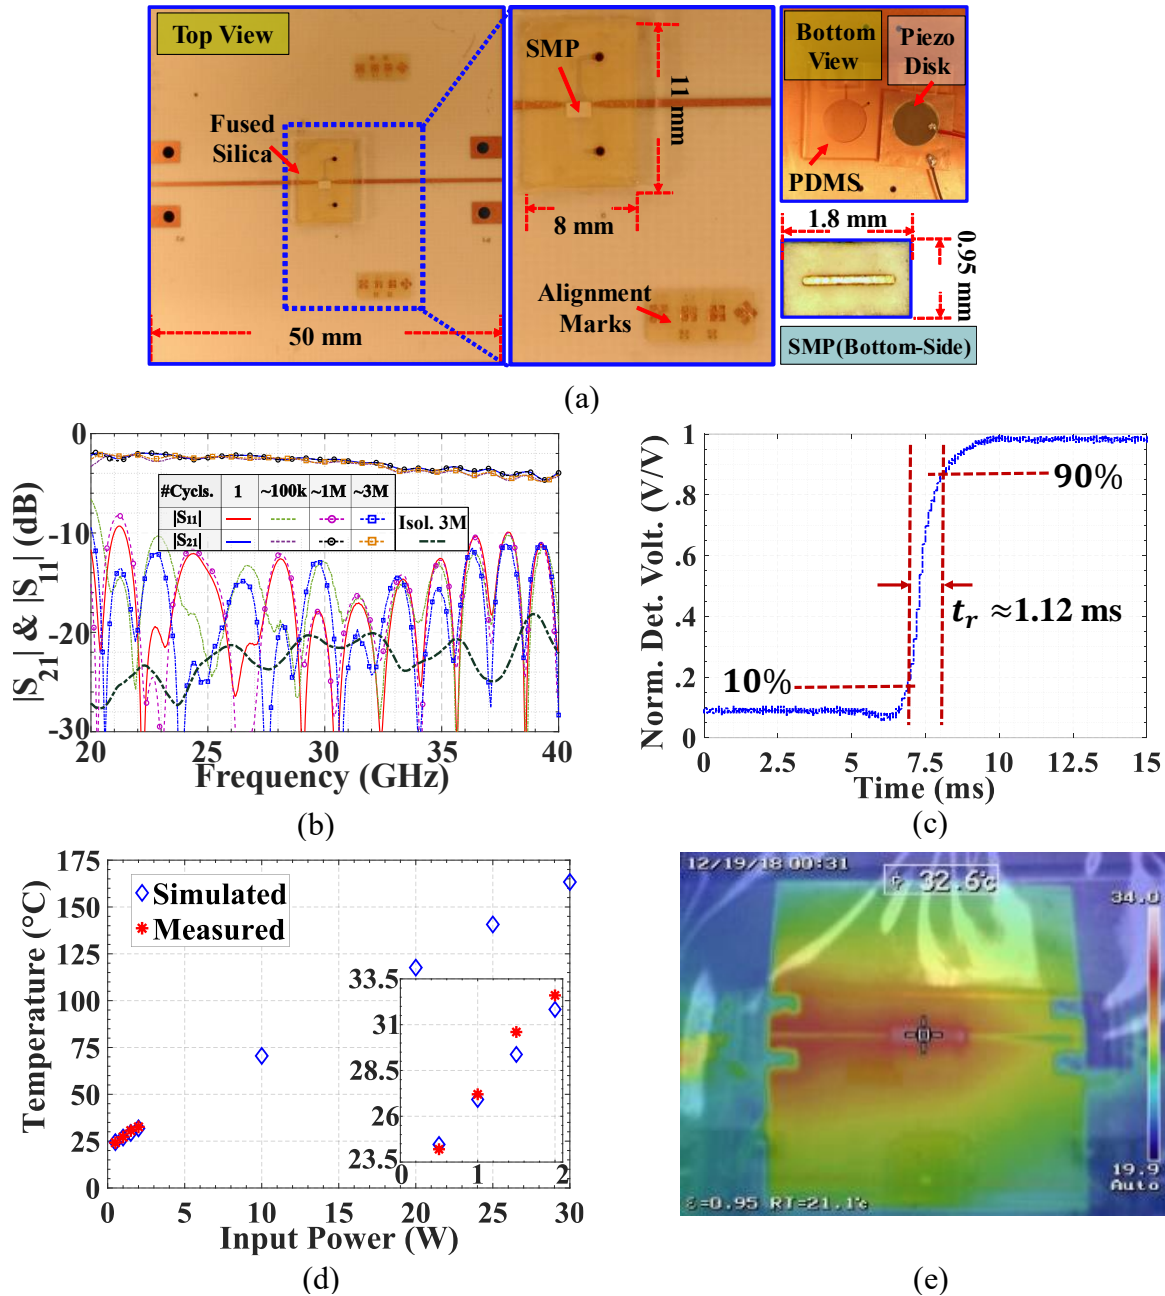 Top View
Fused
Silica
50 mm
SMP
11 mm
8 mm
Alignment
Marks
Bottom
View
Piezo
Disk
PDMS
1.8 mm
0.95 mm
SMP(Bottom-Side)
(a)
|S21| & |S11| (dB)
0
-10
-20
-30
20 25 30 35 40
Frequency (GHz)
#Cycls. 1 ~100k ~1M ~3M
|S11|
|S21|
Isol. 3M
(b)
Norm. Det. Volt. (V/V)
1
.8
.6
.4
.2
0
0 2.5 5 7.5 10 12.5 15
Time (ms)
90%
10%
tr ≈1.12 ms
(c)
Temperature (°C)
175
150
125
100
75
50
25
0
0 5 10 15 20 25 30
Input Power (W)
Simulated
Measured
33.5
31
28.5
26
23.5
0 1 2
(d)
12/19/18 00:31
32.6°C
34.0
19.9
Auto
ε=0.95 RT=21.1°C
(e)